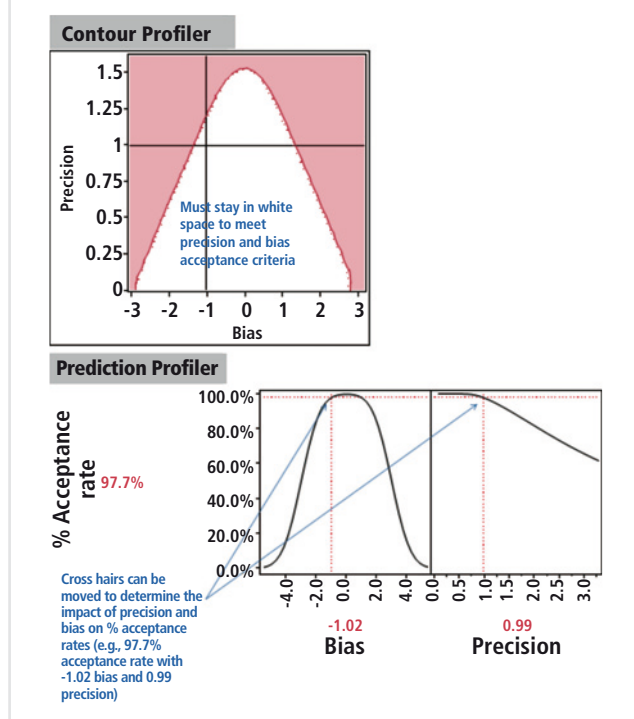 Contour Profiler
1.5
1.25
1
0.75
0.5
0.25
0
Precision
Must stay in white
space to meet
precision and bias
acceptance criteria
-3 -2 -1 0 1 2 3
Bias
Prediction Profiler
% Acceptance
rate
97.7%
100.0%
80.0%
60.0%
40.0%
20.0%
0.0%
-4.0 -2.0 0.0 2.0 4.0
0.0 0.5 1.0 1.5 2.0 2.5 3.0
-1.02
Bias
0.99
Precision
Cross hairs can be
moved to determine the
impact of precision and
bias on % acceptance
rates (e.g., 97.7%
acceptance rate with
-1.02 bias and 0.99
precision)